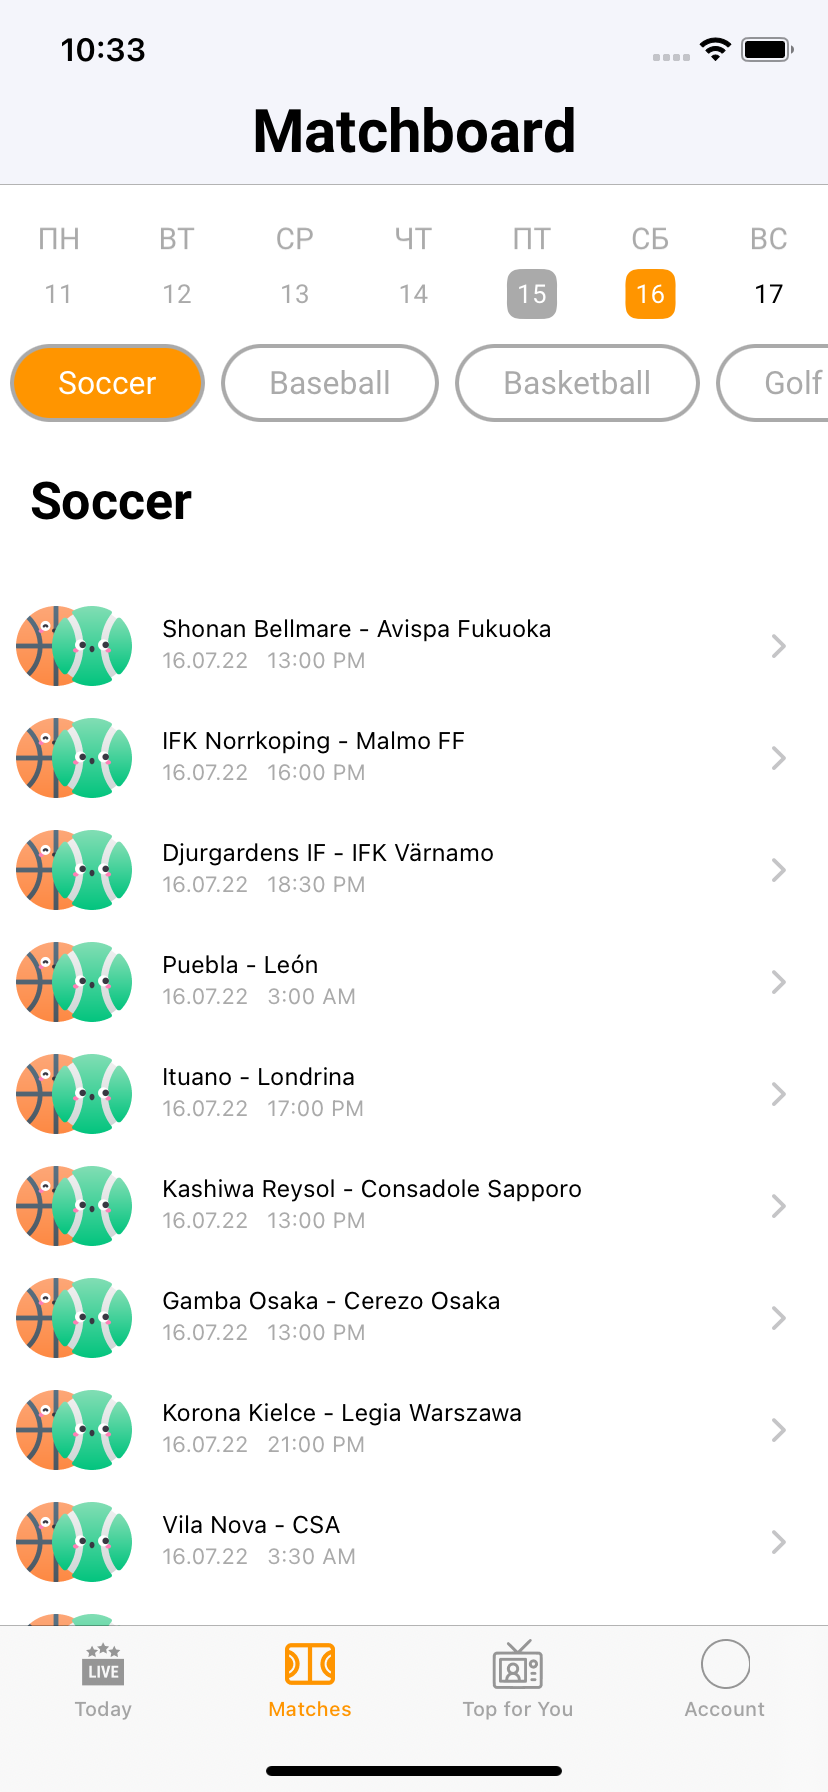 10:33
Matchboard
ПН ВТ СР ЧТ ПТ СБ ВС
11 12 13 14 15 16 17
Soccer Baseball Basketball Golf
Soccer
Shonan Bellmare - Avispa Fukuoka
16.07.22 13:00 PM
IFK Norrkoping - Malmo FF
16.07.22 16:00 PM
Djurgardens IF - IFK Värnamo
16.07.22 18:30 PM
Puebla - León
16.07.22 3:00 AM
Ituano - Londrina
16.07.22 17:00 PM
Kashiwa Reysol - Consadole Sapporo
16.07.22 13:00 PM
Gamba Osaka - Cerezo Osaka
16.07.22 13:00 PM
Korona Kielce - Legia Warszawa
16.07.22 21:00 PM
Vila Nova - CSA
16.07.22 3:30 AM
LIVE
Today Matches Top for You Account